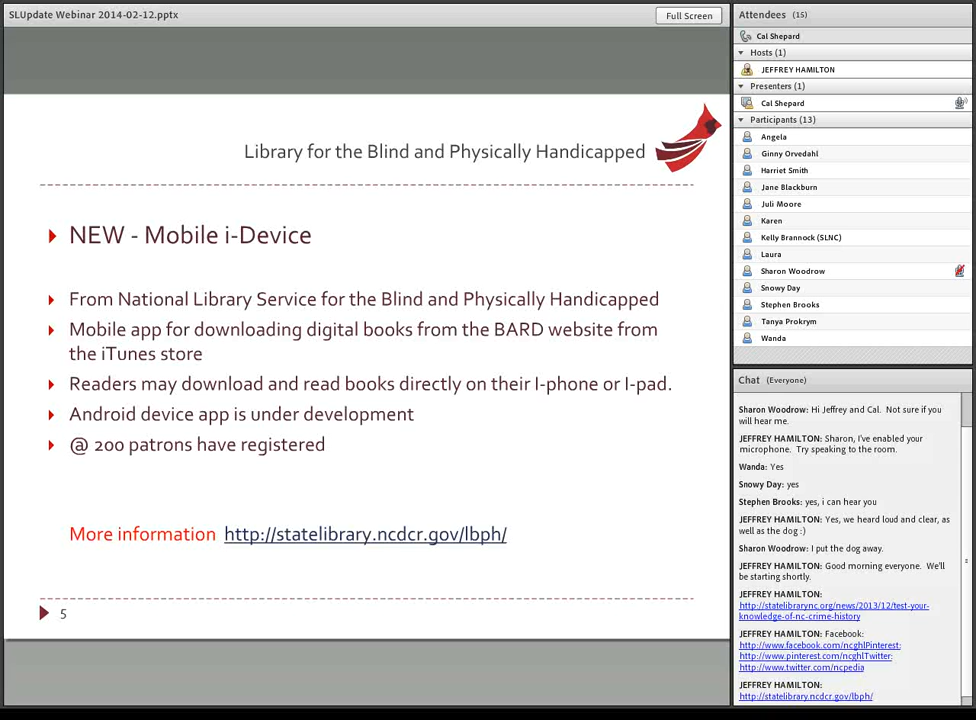 SLUpdate Webinar 2014-02-12.pptx
Full Screen
Library for the Blind and Physically Handicapped
NEW - Mobile i-Device
From National Library Service for the Blind and Physically Handicapped
Mobile app for downloading digital books from the BARD website from
the iTunes store
Readers may download and read books directly on their I-phone or I-pad.
Android device app is under development
@ 200 patrons have registered
More information http://statelibrary.ncdcr.gov/lbph/
5
Attendees (15)
Cal Shepard
Hosts (1)
JEFFREY HAMILTON
Presenters (1)
Cal Shepard
Participants (13)
Angela
Ginny Orvedahl
Harriet Smith
Jane Blackburn
Juli Moore
Karen
Kelly Brannock (SLNC)
Laura
Sharon Woodrow
Snowy Day
Stephen Brooks
Tanya Prokrym
Wanda
Chat (Everyone)
Sharon Woodrow: Hi Jeffrey and Cal. Not sure if you
will hear me.
JEFFREY HAMILTON: Sharon, I've enabled your
microphone. Try speaking to the room.
Wanda: Yes
Snowy Day: yes
Stephen Brooks: yes, i can hear you
JEFFREY HAMILTON: Yes, we heard loud and clear, as
well as the dog :)
Sharon Woodrow: I put the dog away.
JEFFREY HAMILTON: Good morning everyone. We'll
be starting shortly.
JEFFREY HAMILTON:
http://statelibrarync.org/news/2013/12/test-your-
knowledge-of-nc-crime-history
JEFFREY HAMILTON: Facebook:
http://www.facebook.com/ncghlPinterest:
http://www.pinterest.com/ncghlTwitter:
http://www.twitter.com/ncpedia
JEFFREY HAMILTON:
http://statelibrary.ncdcr.gov/lbph/